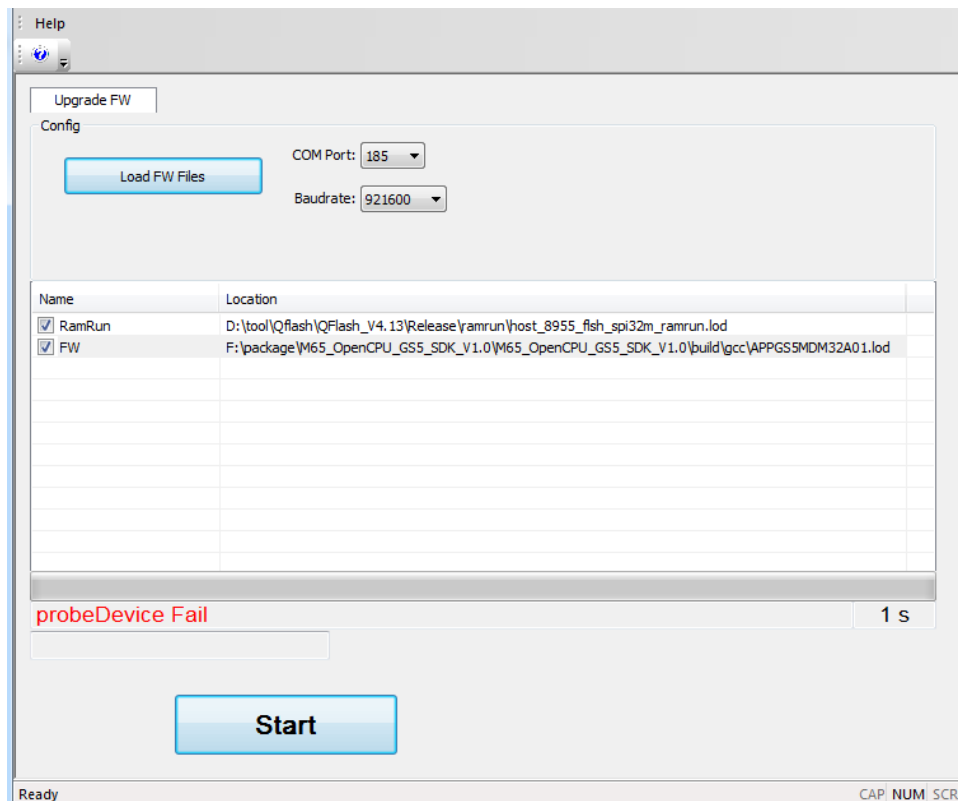 Help
Upgrade FW
Config
COM Port: 185
Load FW Files
Baudrate: 921600
Name Location
RamRun D:\tool\Qflash\QFlash_V4.13\Release\ramrun\host_8955_flsh_spi32m_ramrun.lod
FW F:\package\M65_OpenCPU_GS5_SDK_V1.0\M65_OpenCPU_GS5_SDK_V1.0\build\gcc\APPGS5MDM32A01.lod
probeDevice Fail 1 s
Start
Ready CAP NUM SCR